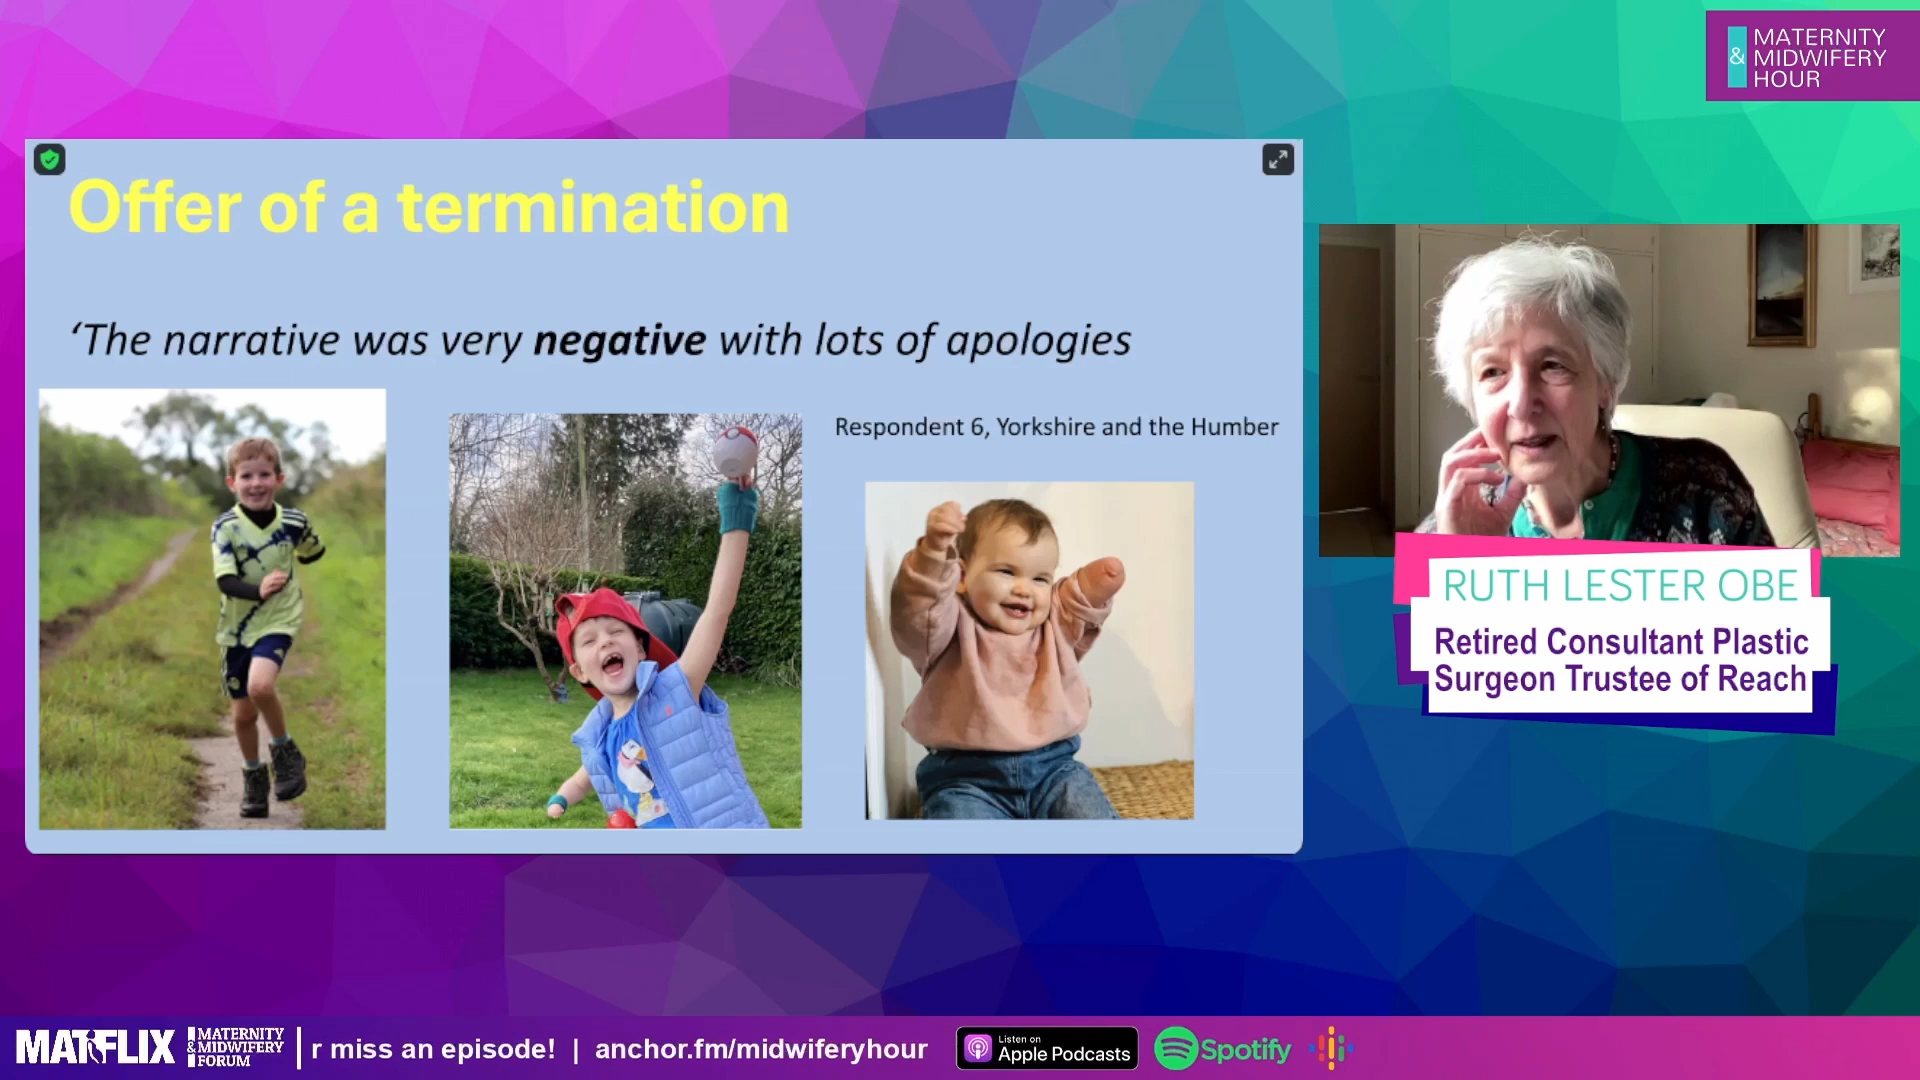 & MATERNITY
MIDWIFERY
HOUR
Offer of a termination
‘The narrative was very negative with lots of apologies
Respondent 6, Yorkshire and the Humber
RUTH LESTER OBE
Retired Consultant Plastic
Surgeon Trustee of Reach
MATFLIX
MATERNITY
& MIDWIFERY
FORUM
r miss an episode! | anchor.fm/midwiferyhour
Listen on
Apple Podcasts
Spotify